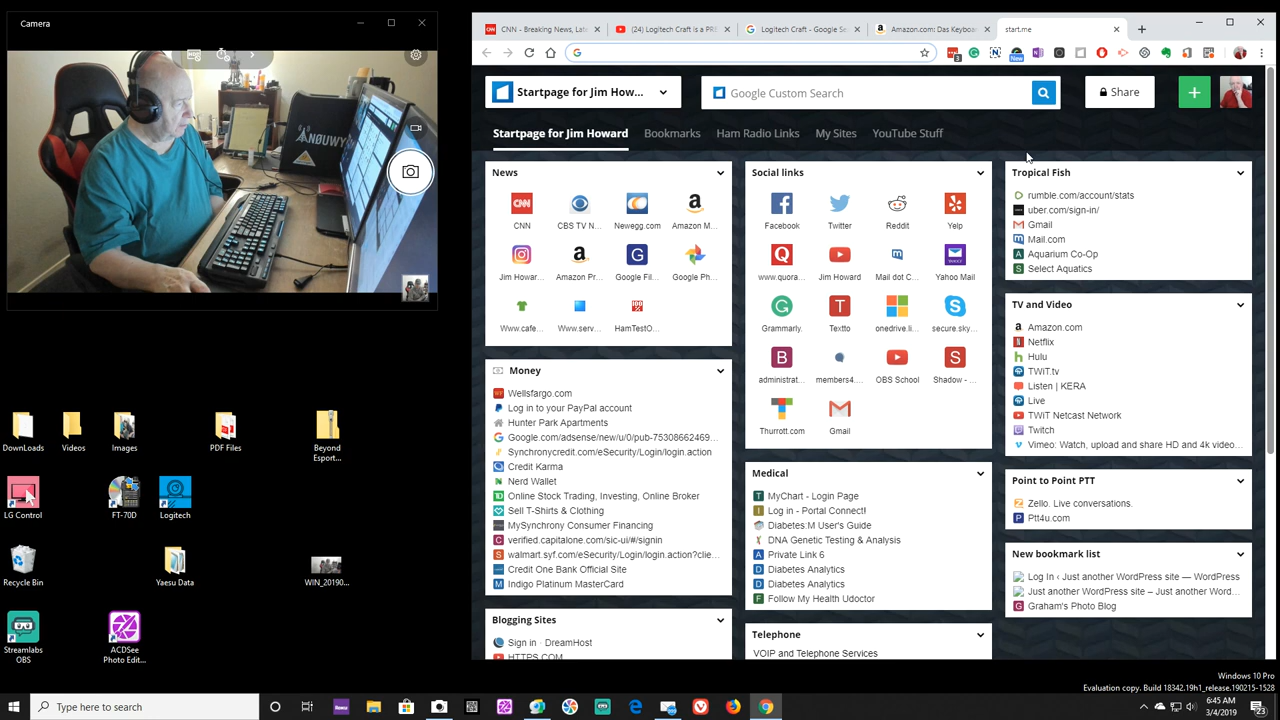 Camera
CNN - Breaking News, Late
(24) Logitech Craft is a PRE
Logitech Craft - Google Se
Amazon.com: Das Keyboar
start.me
Startpage for Jim How...
Google Custom Search
Share
Startpage for Jim Howard
Bookmarks
Ham Radio Links
My Sites
YouTube Stuff
News
CNN
CBS TV N...
Newegg.com
Amazon M...
Jim Howar...
Amazon Pr...
Google Fil...
Google Ph...
Www.cafe...
Www.serv...
HamTestO...
Money
Wellsfargo.com
Log in to your PayPal account
Hunter Park Apartments
Google.com/adsense/new/u/0/pub-75308662469...
Synchronycredit.com/eSecurity/Login/login.action
Credit Karma
Nerd Wallet
Online Stock Trading, Investing, Online Broker
Sell T-Shirts & Clothing
MySynchrony Consumer Financing
verified.capitalone.com/sic-ui/#/signin
walmart.syf.com/eSecurity/Login/login.action?clie...
Credit One Bank Official Site
Indigo Platinum MasterCard
Blogging Sites
Sign in · DreamHost
HTTPS.COM
Social links
Facebook
Twitter
Reddit
Yelp
www.quora...
Jim Howard
Mail dot C...
Yahoo Mail
Grammarly.
Textto
onedrive.li...
secure.sky...
administrat...
members4...
OBS School
Shadow - ...
Thurrott.com
Gmail
Medical
MyChart - Login Page
Log in - Portal Connect!
Diabetes:M User's Guide
DNA Genetic Testing & Analysis
Private Link 6
Diabetes Analytics
Diabetes Analytics
Follow My Health Udoctor
Telephone
VOIP and Telephone Services
Tropical Fish
rumble.com/account/stats
uber.com/sign-in/
Gmail
Mail.com
Aquarium Co-Op
Select Aquatics
TV and Video
Amazon.com
Netflix
Hulu
TWiT.tv
Listen | KERA
Live
TWiT Netcast Network
Twitch
Vimeo: Watch, upload and share HD and 4k video...
Point to Point PTT
Zello. Live conversations.
Ptt4u.com
New bookmark list
Log In ‹ Just another WordPress site — WordPress
Just another WordPress site – Just another Word...
Graham's Photo Blog
DownLoads
Videos
Images
PDF Files
Beyond
Esport...
LG Control
FT-70D
Logitech
Recycle Bin
Yaesu Data
WIN_20190...
Streamlabs
OBS
ACDSee
Photo Edit...
Windows 10 Pro
Evaluation copy. Build 18342.19h1_release.190215-1528
Type here to search
6:45 AM
3/4/2019
23